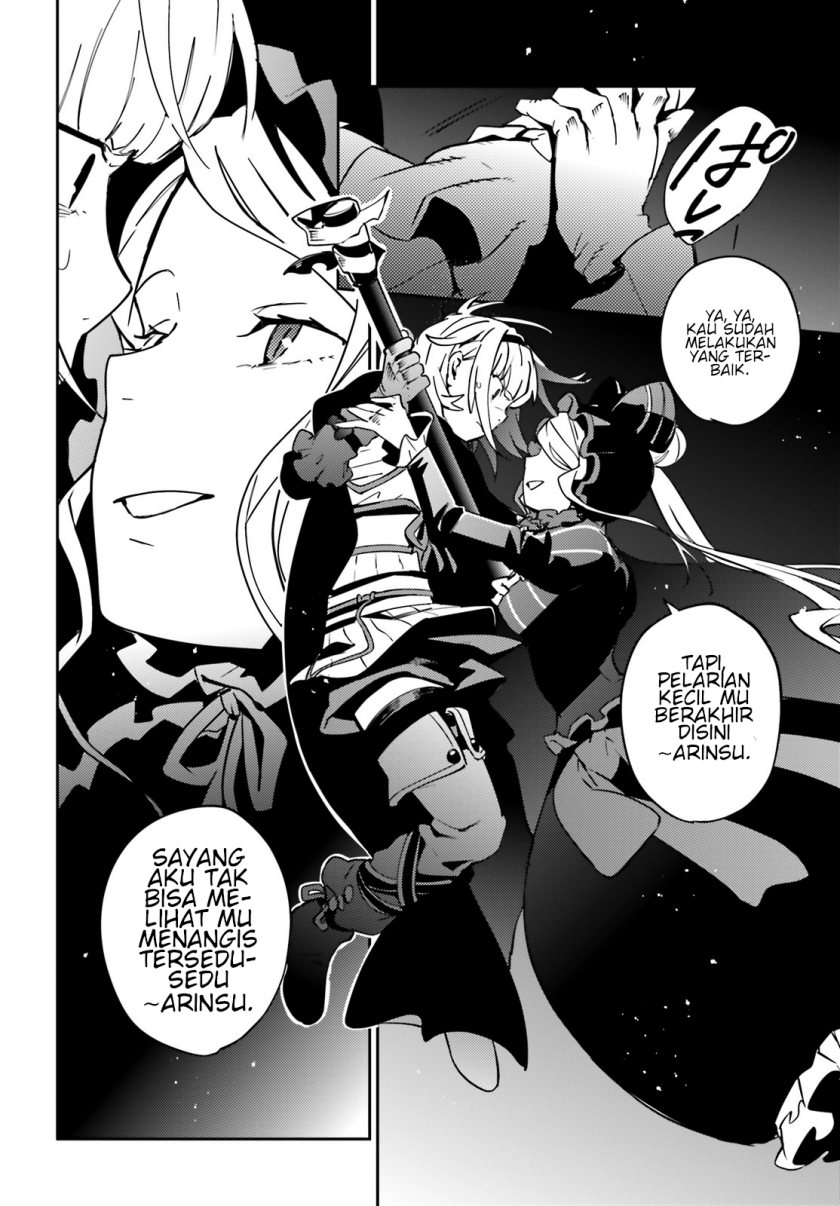 ぱしっ
YA, YA,
KAU SUDAH
MELAKUKAN
YANG TER-
BAIK.
TAPI,
PELARIAN
KECIL MU
BERAKHIR
DISINI
~ARINSU.
SAYANG
AKU TAK
BISA ME-
LIHAT MU
MENANGIS
TERSEDU-
SEDU
~ARINSU.